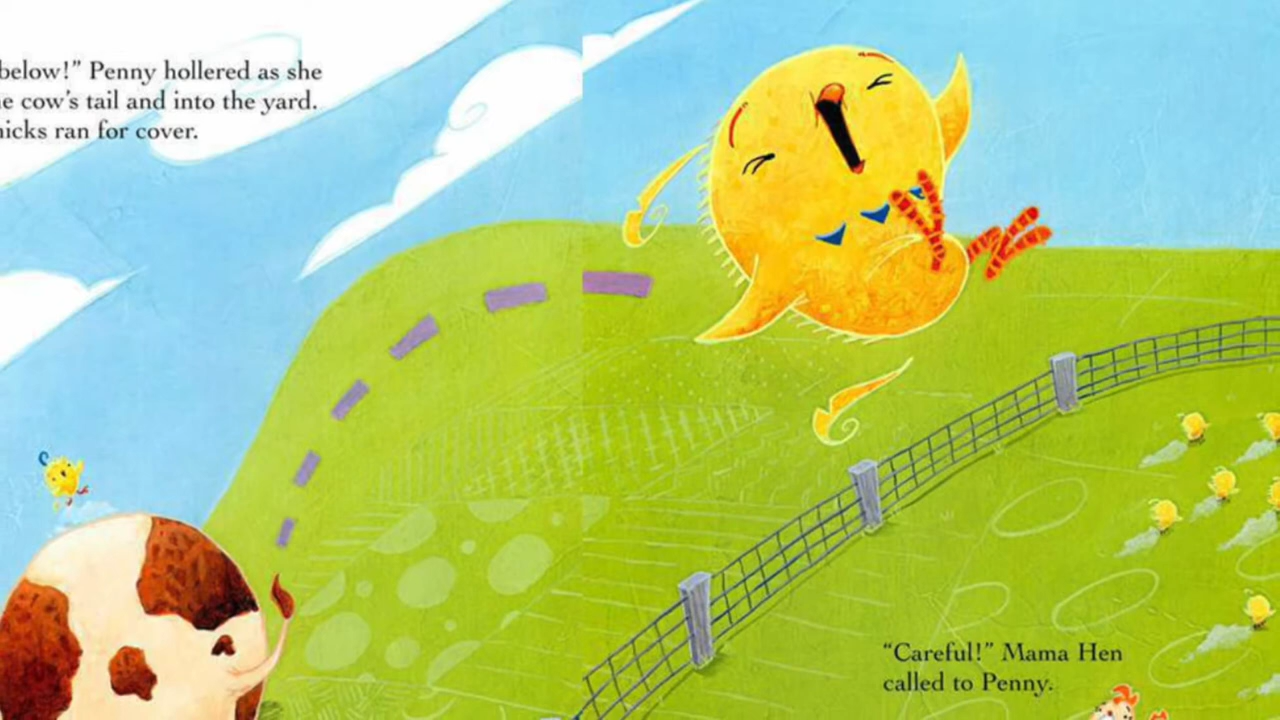 below!” Penny hollered as she
cow’s tail and into the yard.
ran for cover.
“Careful!” Mama Hen
called to Penny.